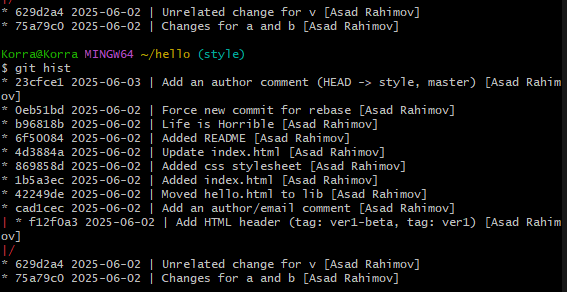 |/
* 629d2a4 2025-06-02 | Unrelated change for v [Asad Rahimov]
* 75a79c0 2025-06-02 | Changes for a and b [Asad Rahimov]
Korra@Korra MINGW64 ~/hello (style)
$ git hist
* 23cfce1 2025-06-03 | Add an author comment (HEAD -> style, master) [Asad Rahim
ov]
* 0eb51bd 2025-06-02 | Force new commit for rebase [Asad Rahimov]
* b96818b 2025-06-02 | Life is Horrible [Asad Rahimov]
* 6f50084 2025-06-02 | Added README [Asad Rahimov]
* 4d3884a 2025-06-02 | Update index.html [Asad Rahimov]
* 869858d 2025-06-02 | Added css stylesheet [Asad Rahimov]
* 1b5a3ec 2025-06-02 | Added index.html [Asad Rahimov]
* 42249de 2025-06-02 | Moved hello.html to lib [Asad Rahimov]
* cad1cec 2025-06-02 | Add an author/email comment [Asad Rahimov]
| * f12f0a3 2025-06-02 | Add HTML header (tag: ver1-beta, tag: ver1) [Asad Rahim
ov]
|/
* 629d2a4 2025-06-02 | Unrelated change for v [Asad Rahimov]
* 75a79c0 2025-06-02 | Changes for a and b [Asad Rahimov]